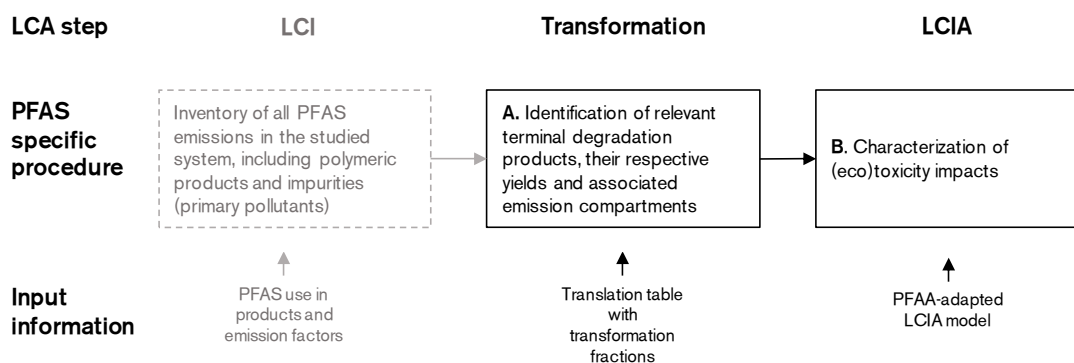 LCA step
LCI
Transformation
LCIA
PFAS
specific
procedure
Inventory of all PFAS
emissions in the studied
system, including polymeric
products and impurities
(primary pollutants)
A. Identification of relevant
terminal degradation
products, their respective
yields and associated
emission compartments
B. Characterization of
(eco)toxicity impacts
Input
information
PFAS use in
products and
emission factors
Translation table
with
transformation
fractions
PFAA-adapted
LCIA model